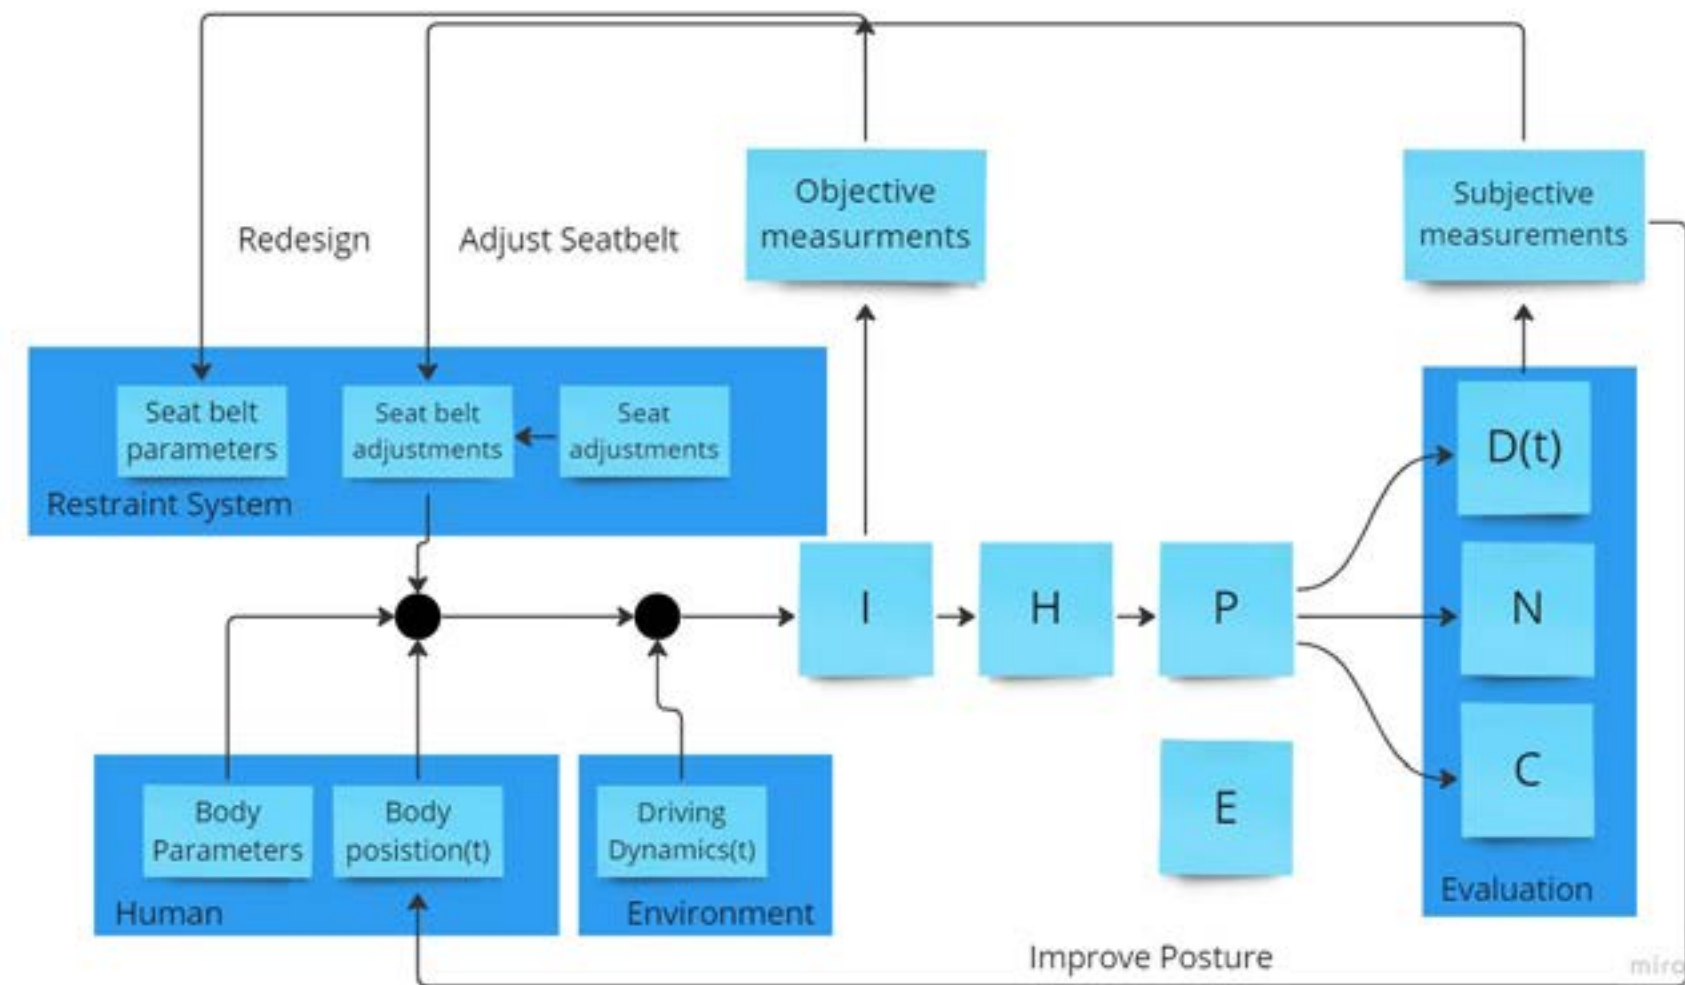 Objective
measurments
Subjective
measurements
Redesign
Adjust Seatbelt
Seat belt
parameters
Seat belt
adjustments
Seat
adjustments
Restraint System
D(t)
I
H
P
N
E
C
Body
Parameters
Body
posistion(t)
Driving
Dynamics(t)
Human
Environment
Evaluation
Improve Posture
miro